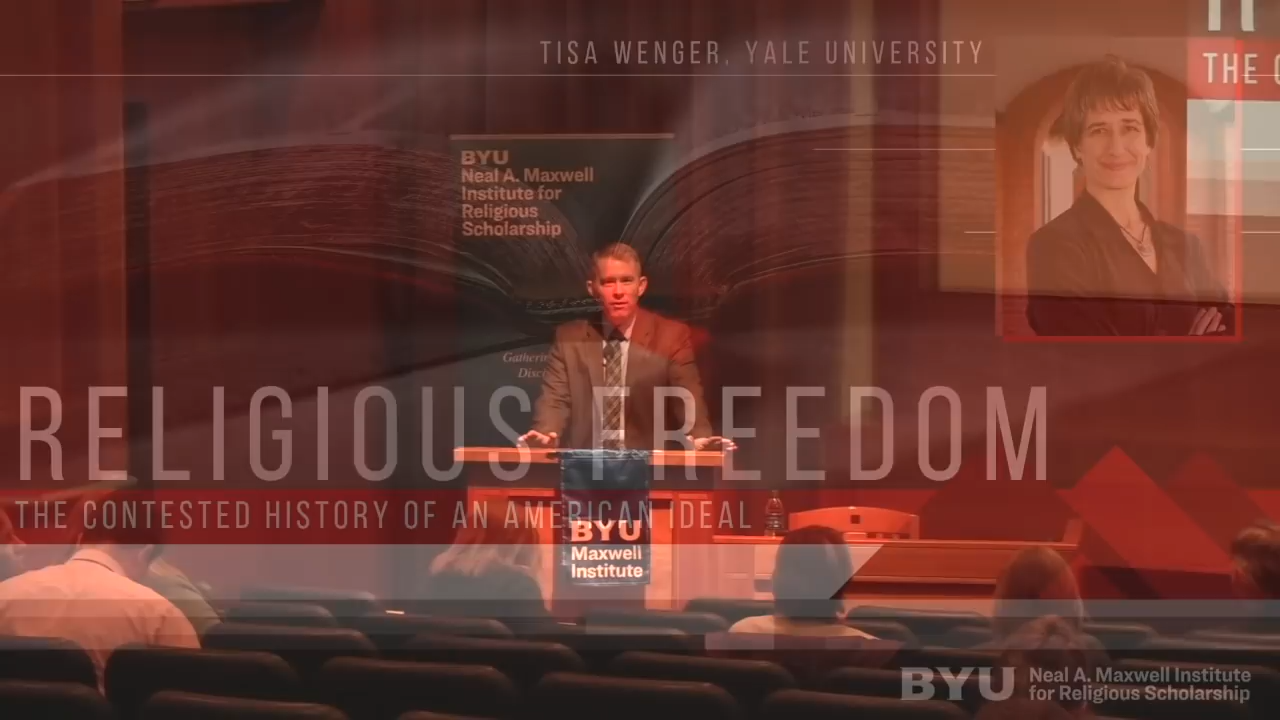 TISA WENGER, YALE UNIVERSITY
THE
BYU
Neal A. Maxwell
Institute for
Religious
Scholarship
RELIGIOUS FREEDOM
THE CONTESTED HISTORY OF AN AMERICAN IDEAL
BYU
Maxwell
Institute
BYU Neal A. Maxwell Institute
for Religious Scholarship